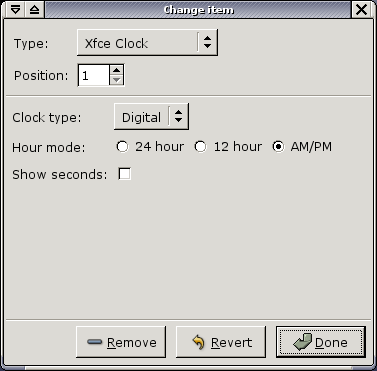 Change item
Type: Xfce Clock
Position: 1
Clock type: Digital
Hour mode: 24 hour 12 hour AM/PM
Show seconds:
Remove Revert Done